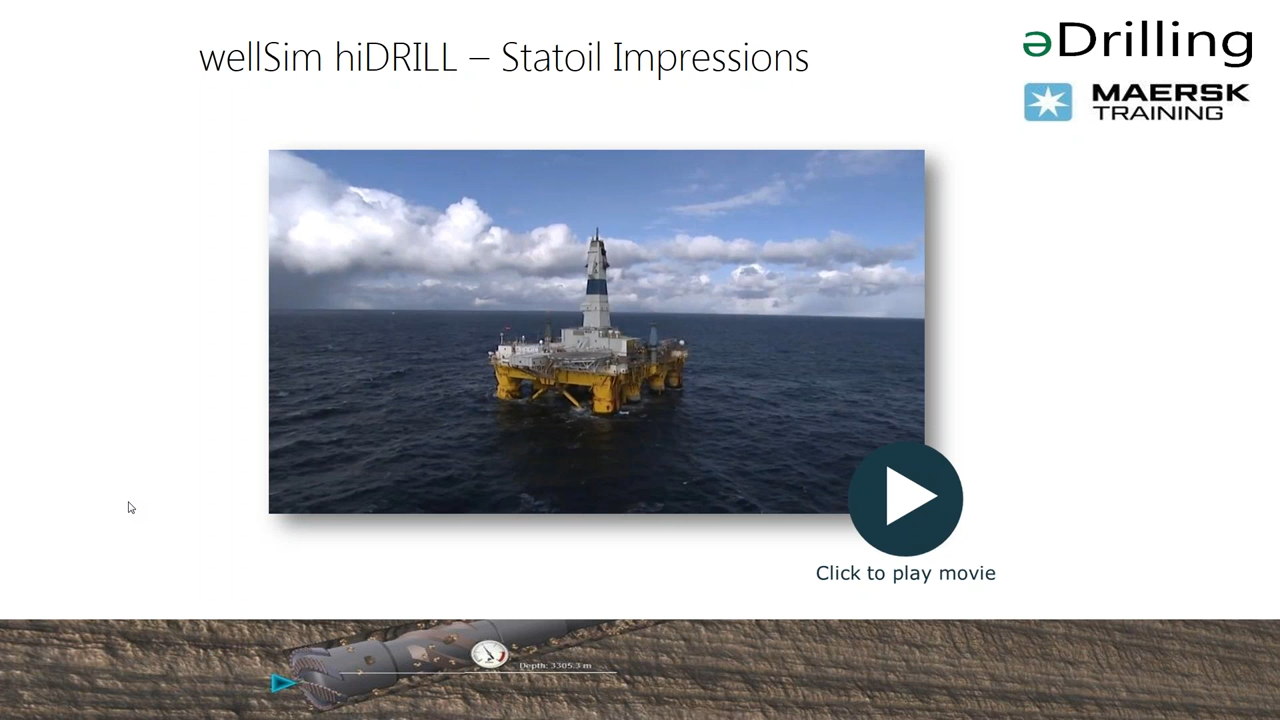 wellSim hiDRILL – Statoil Impressions
əDrilling
MAERSK
TRAINING
Click to play movie
Depth: 3305.3 m